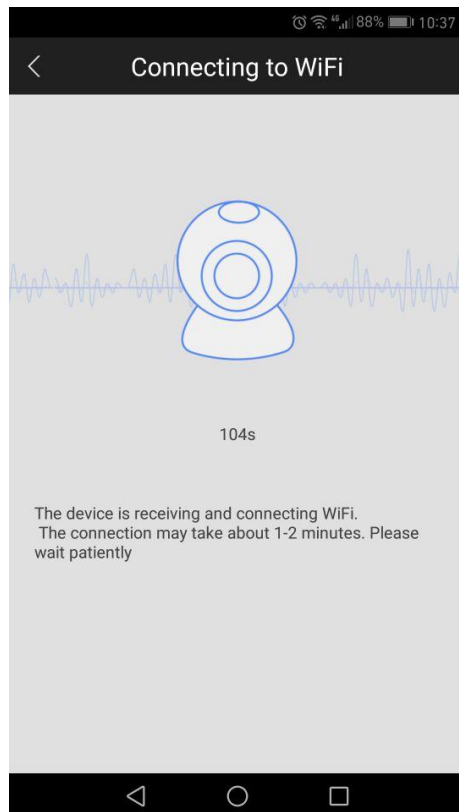 4G 88% 10:37
Connecting to WiFi
104s
The device is receiving and connecting WiFi.
The connection may take about 1-2 minutes. Please
wait patiently